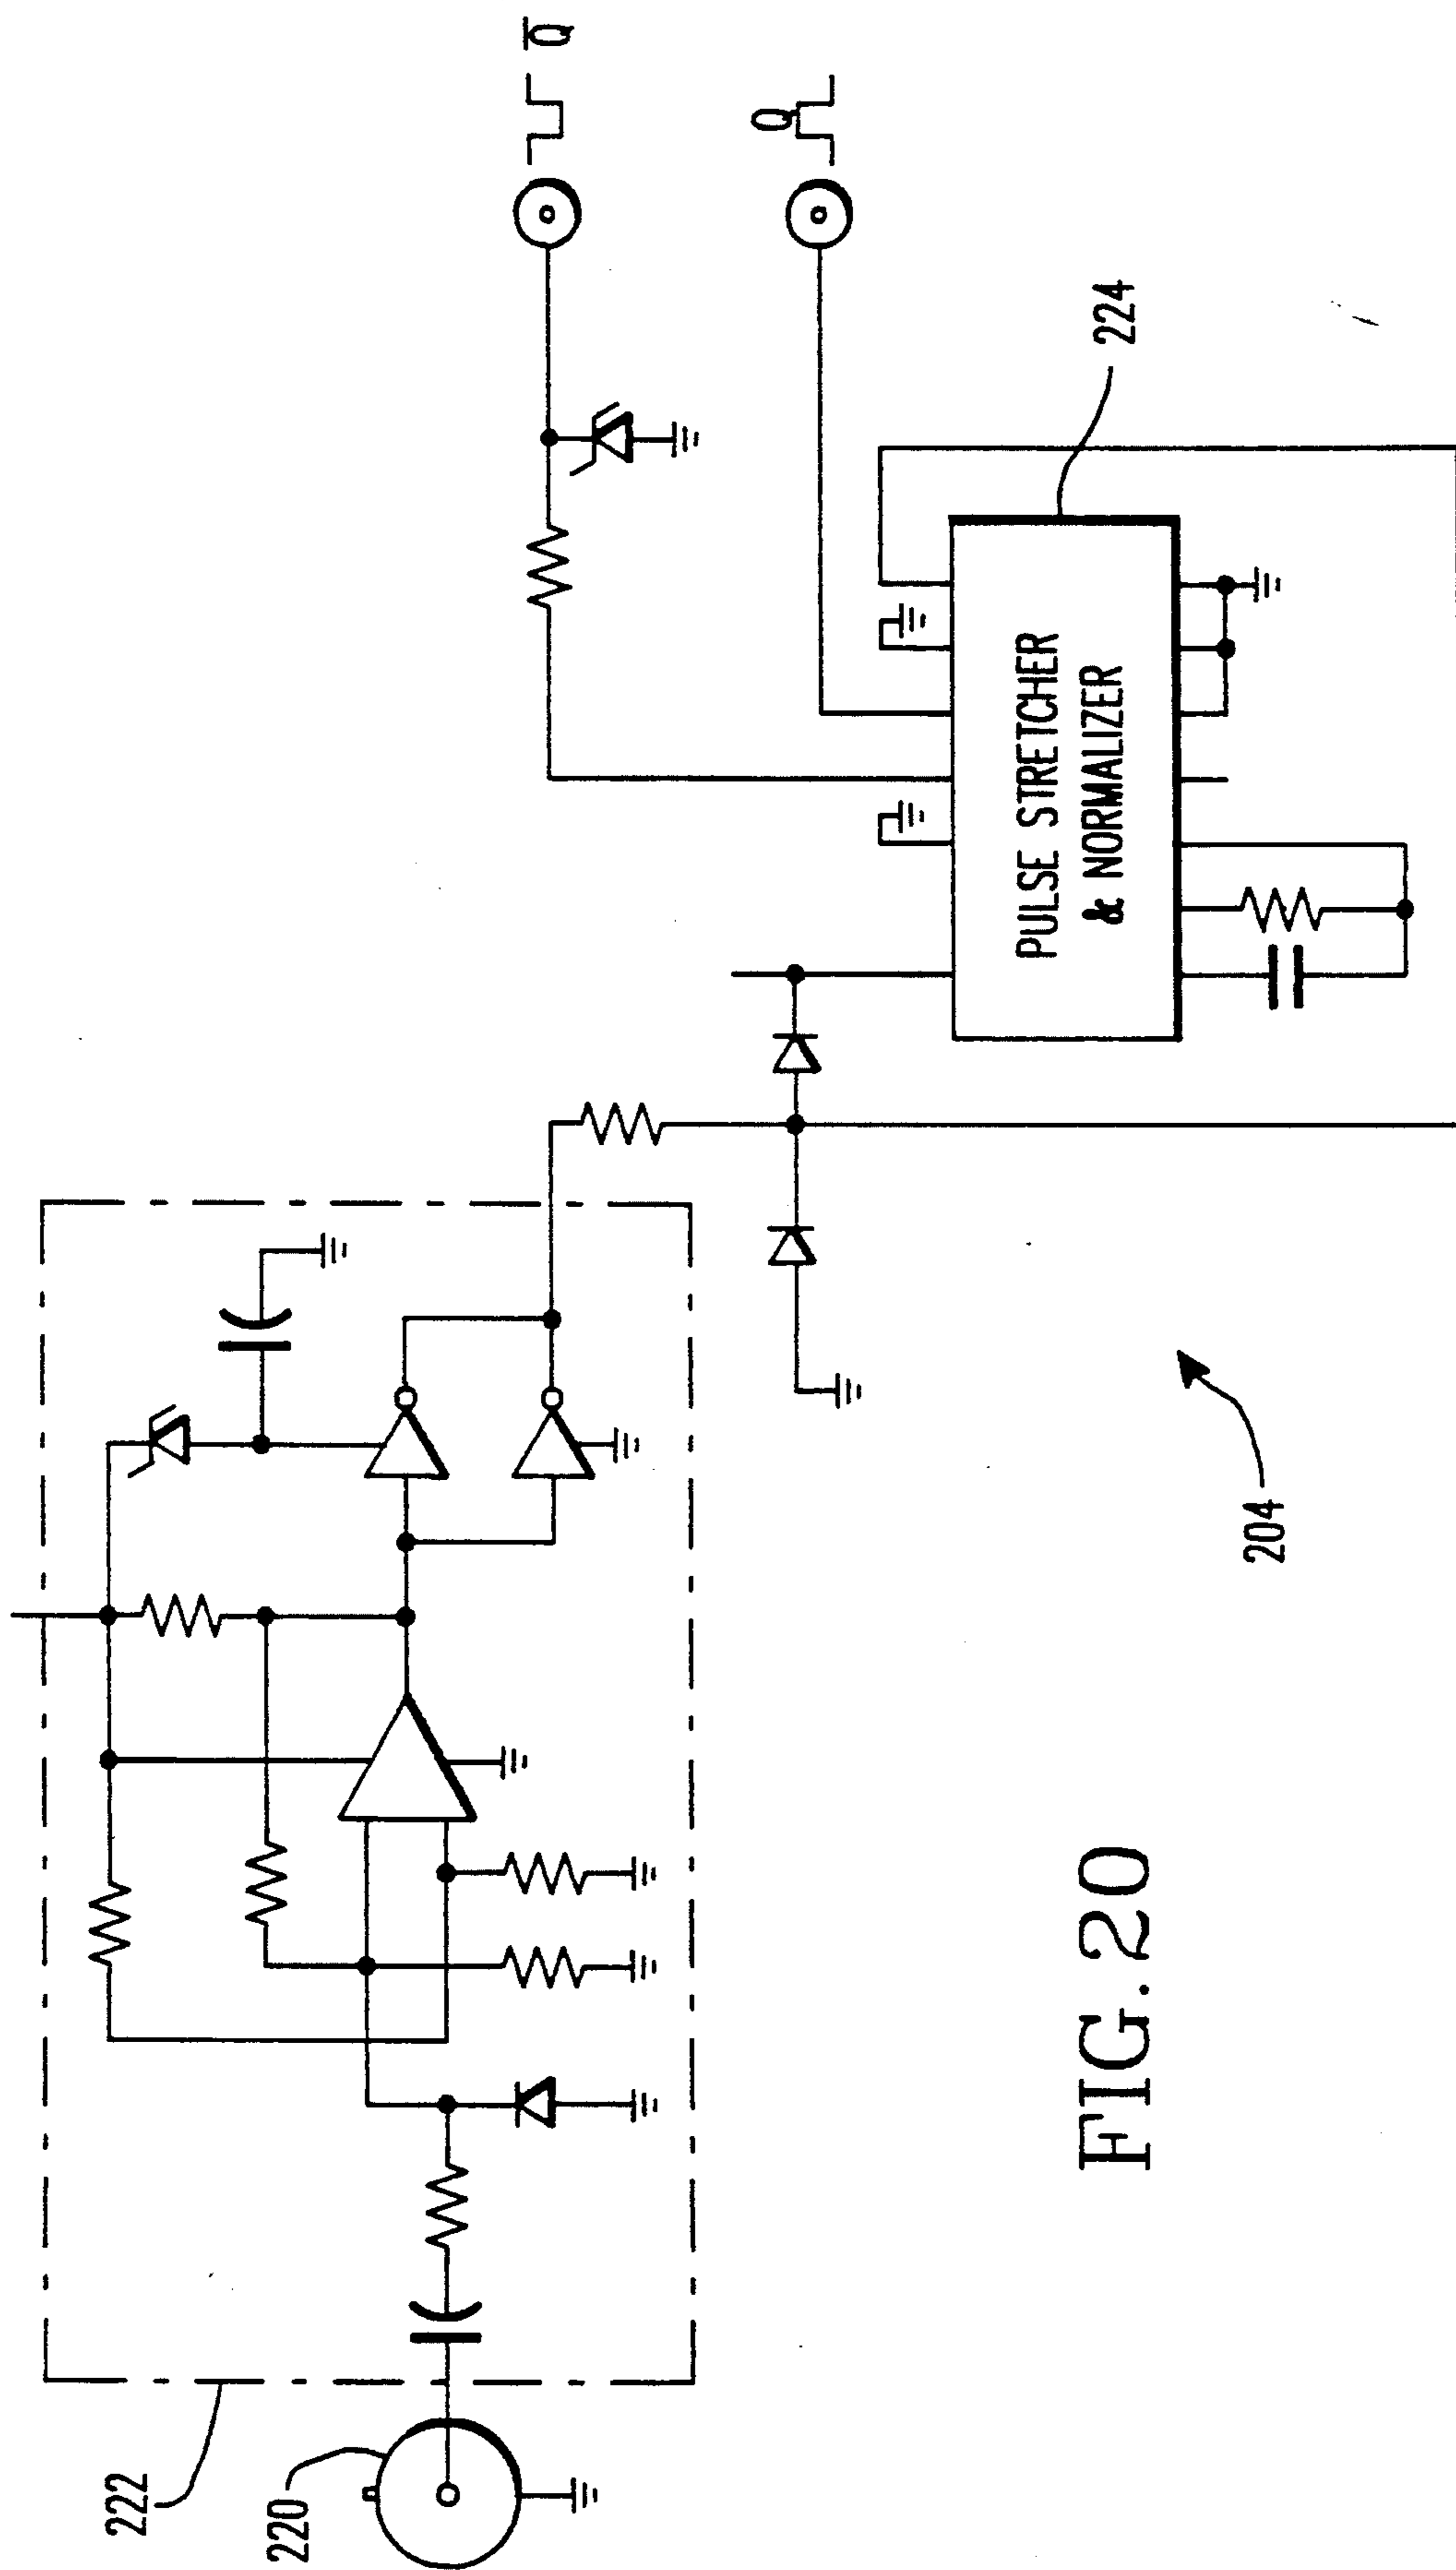 222
220
Q̅
Q
PULSE STRETCHER
& NORMALIZER
224
204
FIG. 20